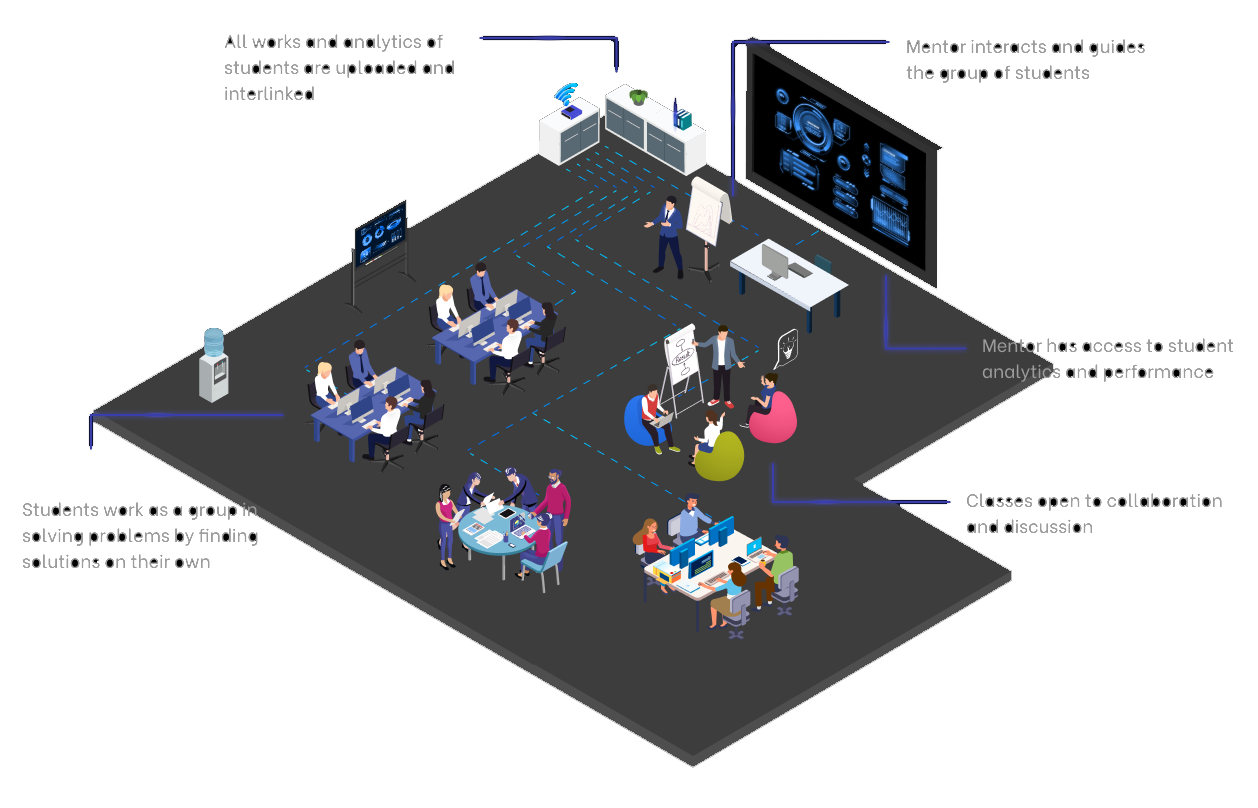 All works and analytics of
students are uploaded and
interlinked
Mentor interacts and guides
the group of students
Mentor has access to student
analytics and performance
Classes open to collaboration
and discussion
Students work as a group in
solving problems by finding
solutions on their own